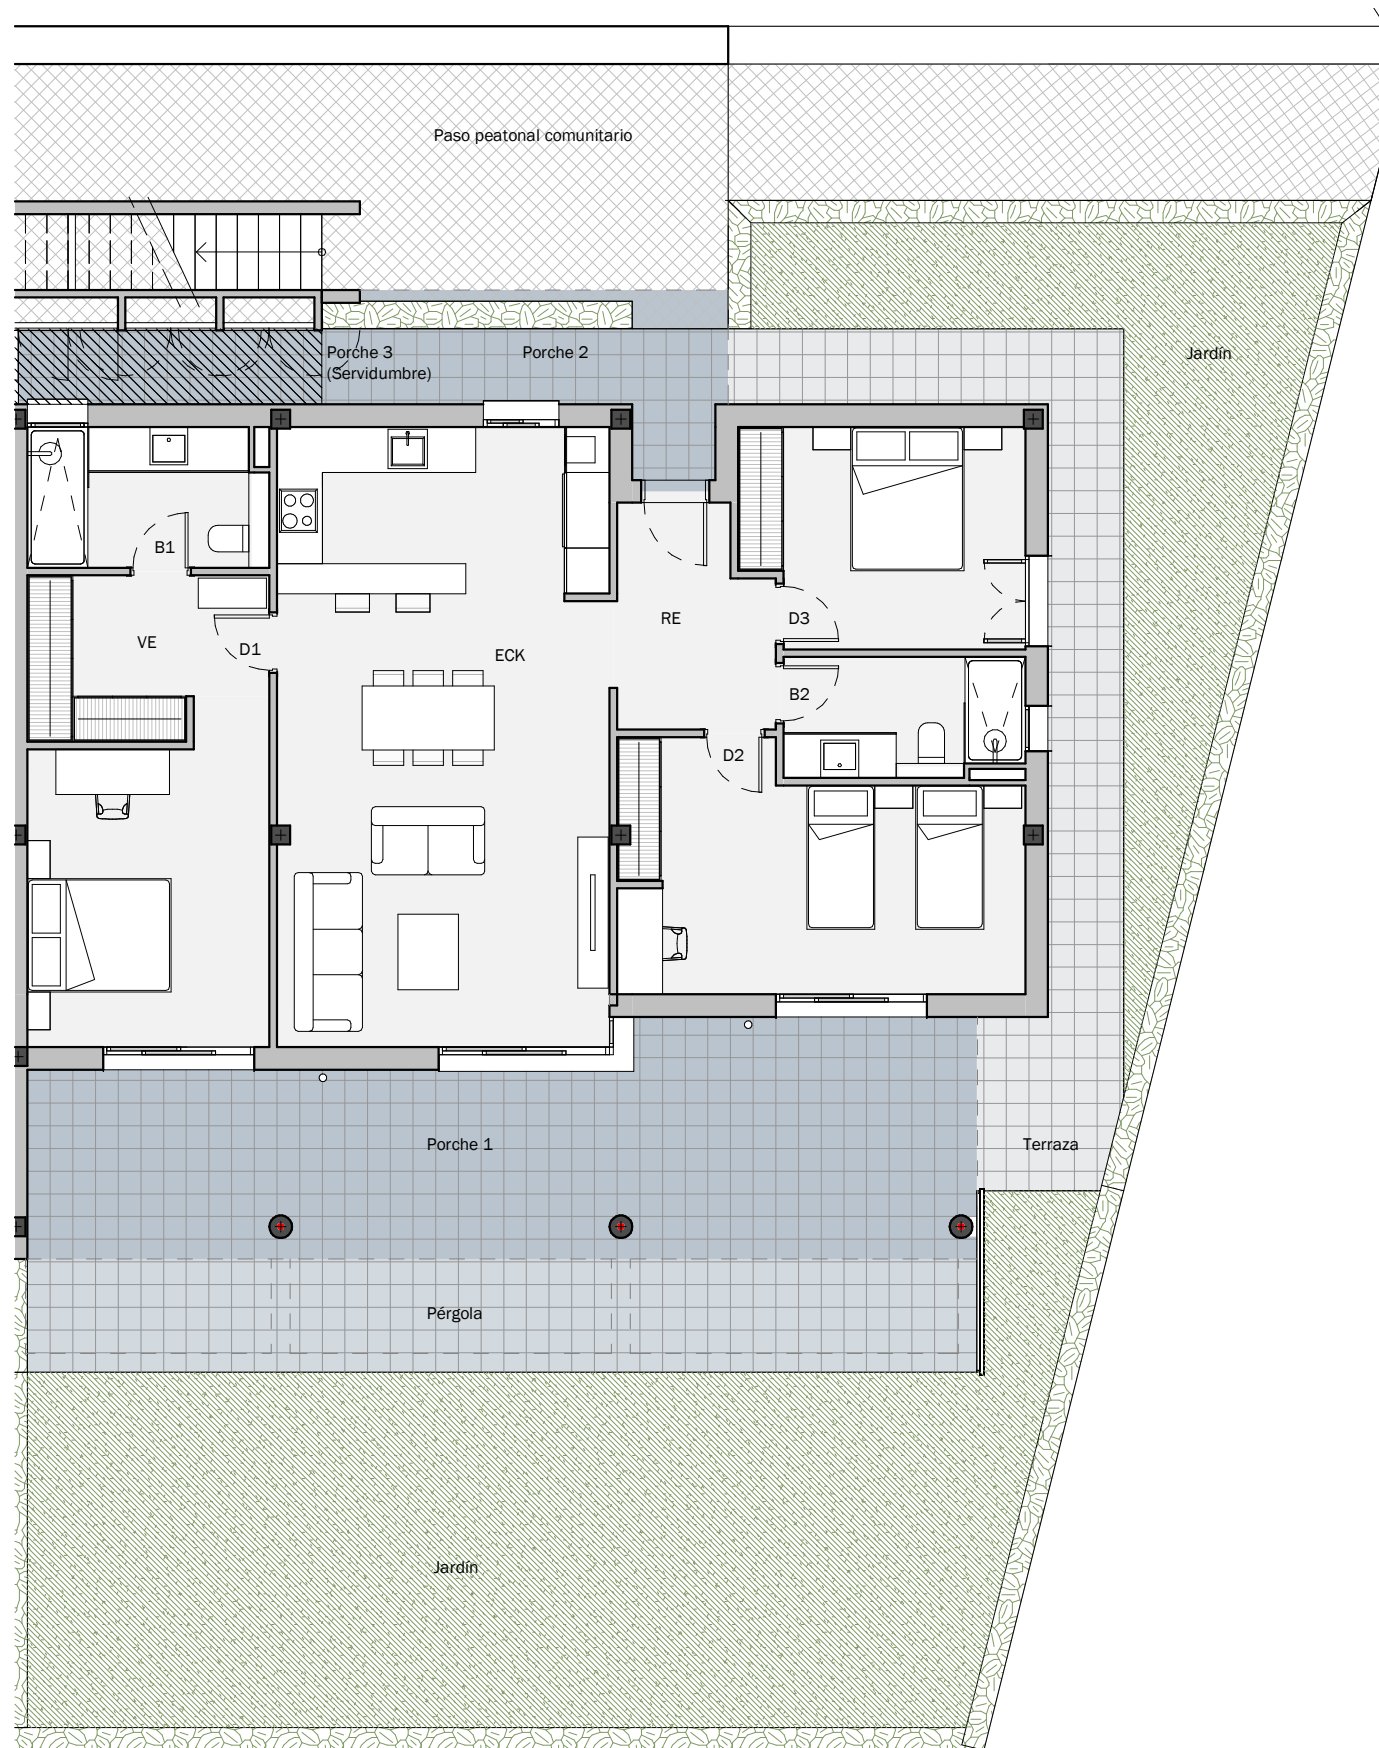 Paso peatonal comunitario
Porche 3
(Servidumbre)
Porche 2
Jardín
B1
VE
D1
ECK
RE
D3
B2
D2
Porche 1
Terraza
Pérgola
Jardín